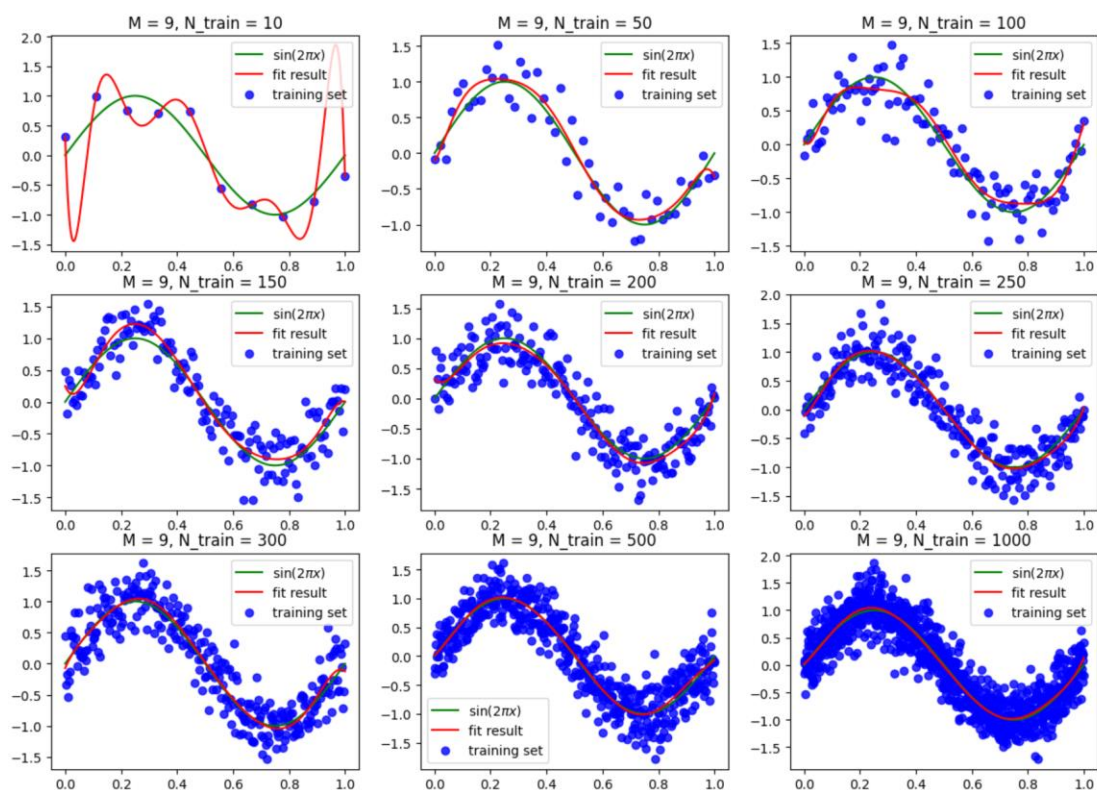 M = 9, N_train = 10
2.0
1.5
1.0
0.5
0.0
−0.5
−1.0
−1.5
0.0 0.2 0.4 0.6 0.8 1.0
sin(2πx)
fit result
training set
M = 9, N_train = 50
1.5
1.0
0.5
0.0
−0.5
−1.0
0.0 0.2 0.4 0.6 0.8 1.0
sin(2πx)
fit result
training set
M = 9, N_train = 100
1.5
1.0
0.5
0.0
−0.5
−1.0
−1.5
0.0 0.2 0.4 0.6 0.8 1.0
sin(2πx)
fit result
training set
M = 9, N_train = 150
1.5
1.0
0.5
0.0
−0.5
−1.0
−1.5
0.0 0.2 0.4 0.6 0.8 1.0
sin(2πx)
fit result
training set
M = 9, N_train = 200
1.5
1.0
0.5
0.0
−0.5
−1.0
−1.5
0.0 0.2 0.4 0.6 0.8 1.0
sin(2πx)
fit result
training set
M = 9, N_train = 250
2.0
1.5
1.0
0.5
0.0
−0.5
−1.0
−1.5
0.0 0.2 0.4 0.6 0.8 1.0
sin(2πx)
fit result
training set
M = 9, N_train = 300
1.5
1.0
0.5
0.0
−0.5
−1.0
−1.5
0.0 0.2 0.4 0.6 0.8 1.0
sin(2πx)
fit result
training set
M = 9, N_train = 500
1.5
1.0
0.5
0.0
−0.5
−1.0
−1.5
0.0 0.2 0.4 0.6 0.8 1.0
sin(2πx)
fit result
training set
M = 9, N_train = 1000
2.0
1.5
1.0
0.5
0.0
−0.5
−1.0
−1.5
0.0 0.2 0.4 0.6 0.8 1.0
sin(2πx)
fit result
training set